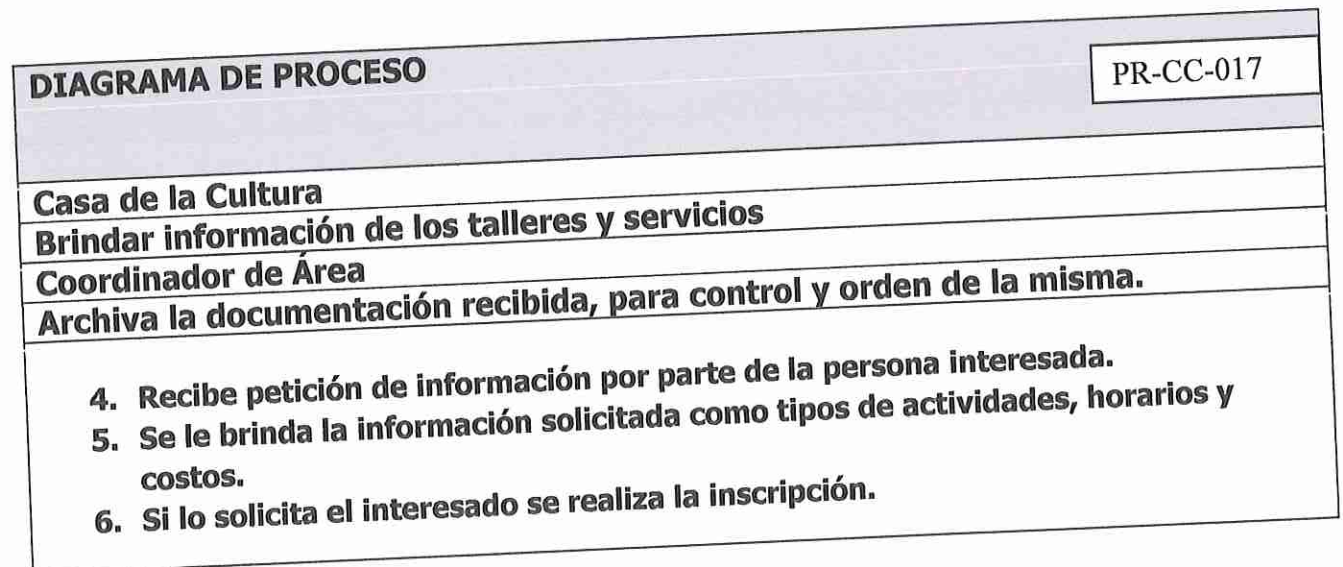 DIAGRAMA DE PROCESO
PR-CC-017
Casa de la Cultura
Brindar información de los talleres y servicios
Coordinador de Área
Archiva la documentación recibida, para control y orden de la misma.
4. Recibe petición de información por parte de la persona interesada.
5. Se le brinda la información solicitada como tipos de actividades, horarios y
costos.
6. Si lo solicita el interesado se realiza la inscripción.